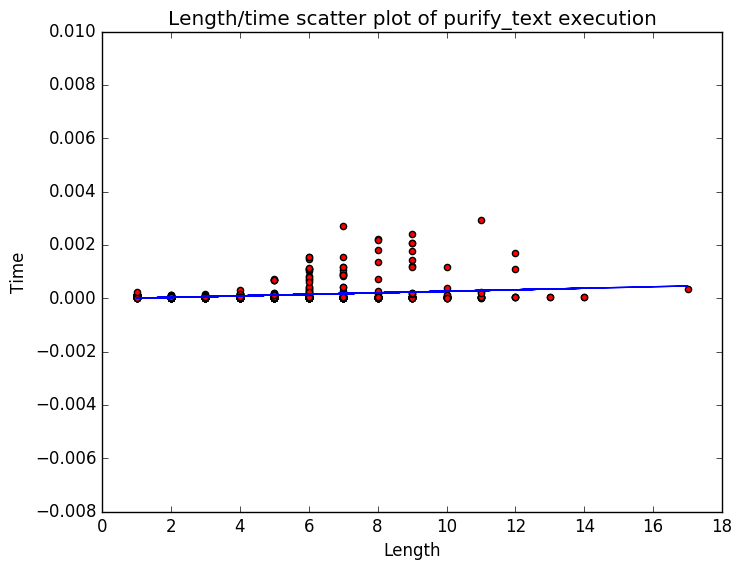 Length/time scatter plot of purify_text execution
0.010
0.008
0.006
0.004
0.002
0.000
−0.002
−0.004
−0.006
−0.008
Time
0 2 4 6 8 10 12 14 16 18
Length